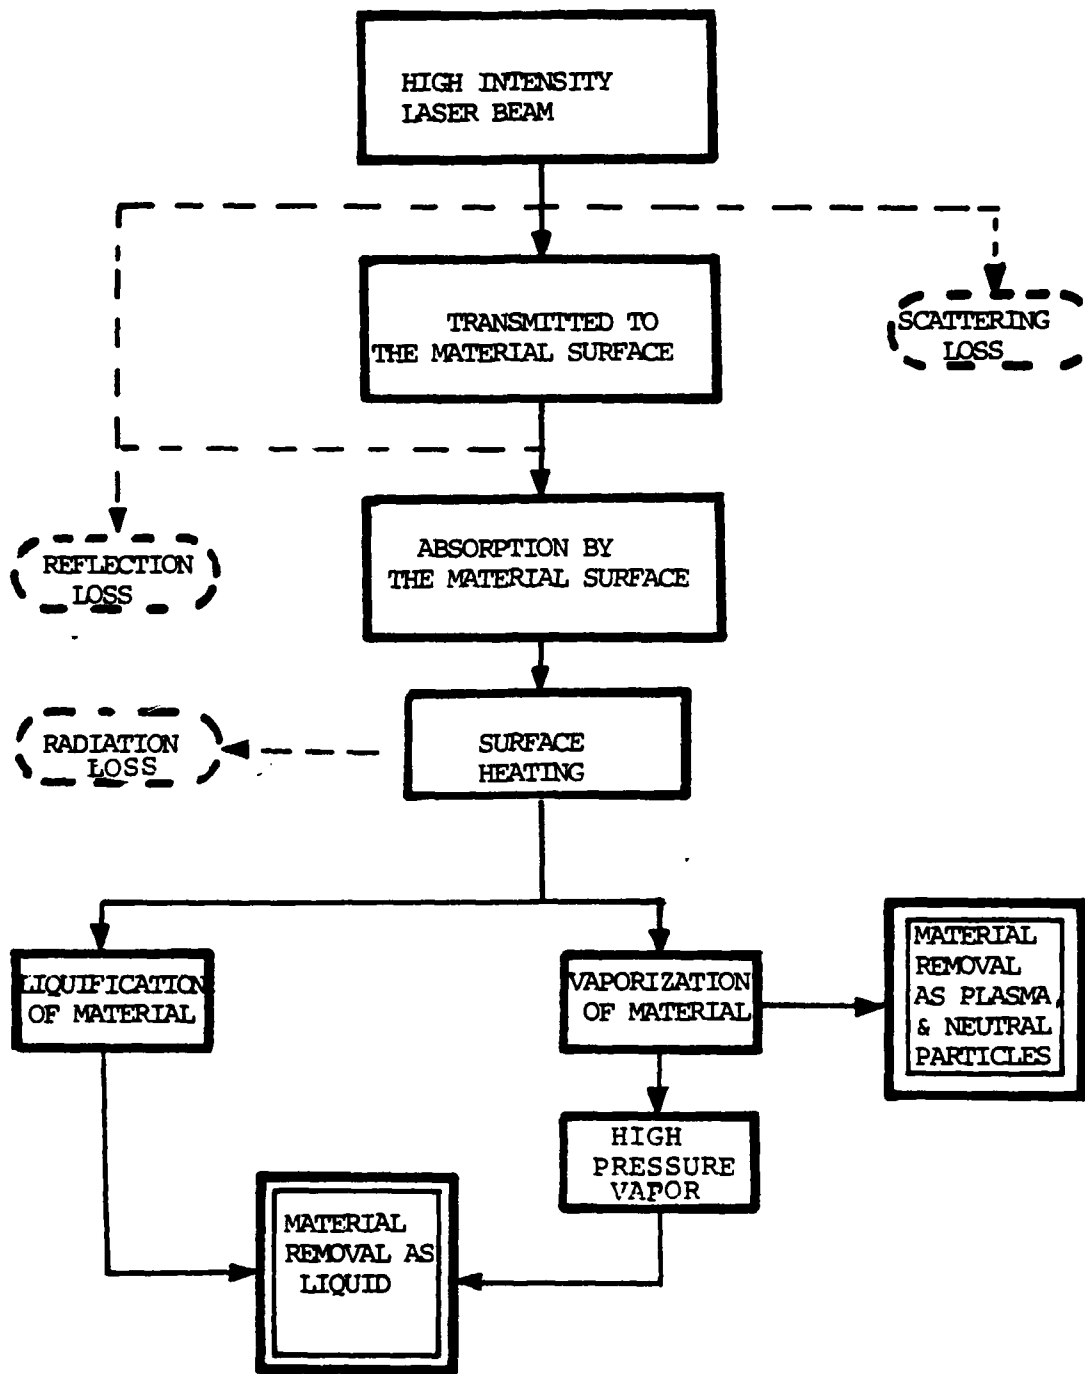 HIGH INTENSITY
LASER BEAM
TRANSMITTED TO
THE MATERIAL SURFACE
SCATTERING
LOSS
ABSORPTION BY
THE MATERIAL SURFACE
REFLECTION
LOSS
SURFACE
HEATING
RADIATION
LOSS
LIQUIFICATION
OF MATERIAL
VAPORIZATION
OF MATERIAL
MATERIAL
REMOVAL
AS PLASMA
& NEUTRAL
PARTICLES
HIGH
PRESSURE
VAPOR
MATERIAL
REMOVAL AS
LIQUID